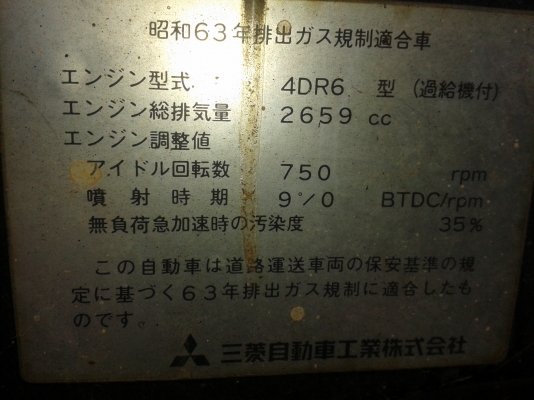 昭和63年排出ガス規制適合車
エンジン型式 4DR6 型 (過給機付)
エンジン総排気量 2659 cc
エンジン調整値
アイドル回転数 750 rpm
噴射時期 9°/0 BTDC/rpm
無負荷急加速時の汚染度 35%
この自動車は道路運送車両の保安基準の規
定に基づく63年排出ガス規制に適合したも
のです。
三菱自動車工業株式会社